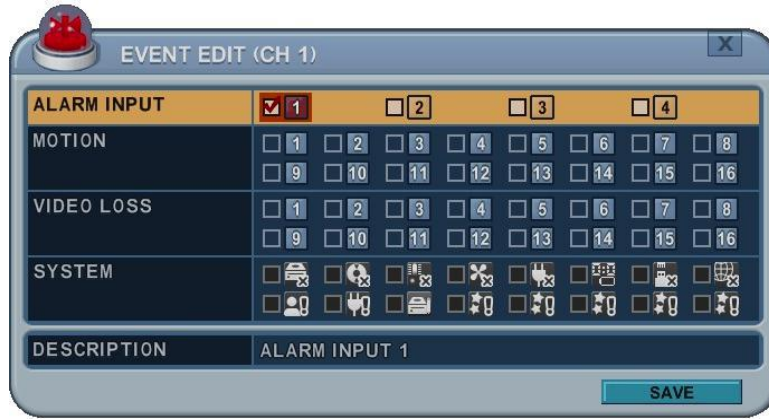 EVENT EDIT (CH 1)
X
ALARM INPUT 1 2 3 4
MOTION 1 2 3 4 5 6 7 8
9 10 11 12 13 14 15 16
VIDEO LOSS 1 2 3 4 5 6 7 8
9 10 11 12 13 14 15 16
SYSTEM
DESCRIPTION ALARM INPUT 1
SAVE